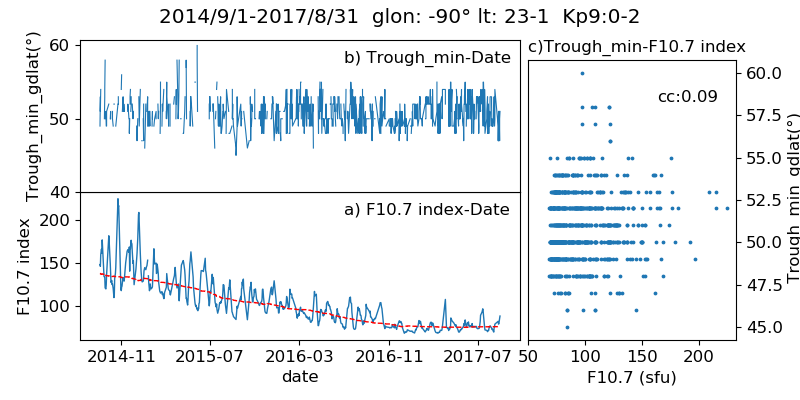 2014/9/1-2017/8/31  glon: -90° lt: 23-1  Kp9:0-2
b) Trough_min-Date
Trough_min_gdlat(°)
60
50
40
a) F10.7 index-Date
F10.7 index
200
150
100
2014-11
2015-07
2016-03
2016-11
2017-07
date
c)Trough_min-F10.7 index
cc:0.09
60.0
57.5
55.0
52.5
50.0
47.5
45.0
Trough_min_gdlat(°)
50
100
150
200
F10.7 (sfu)